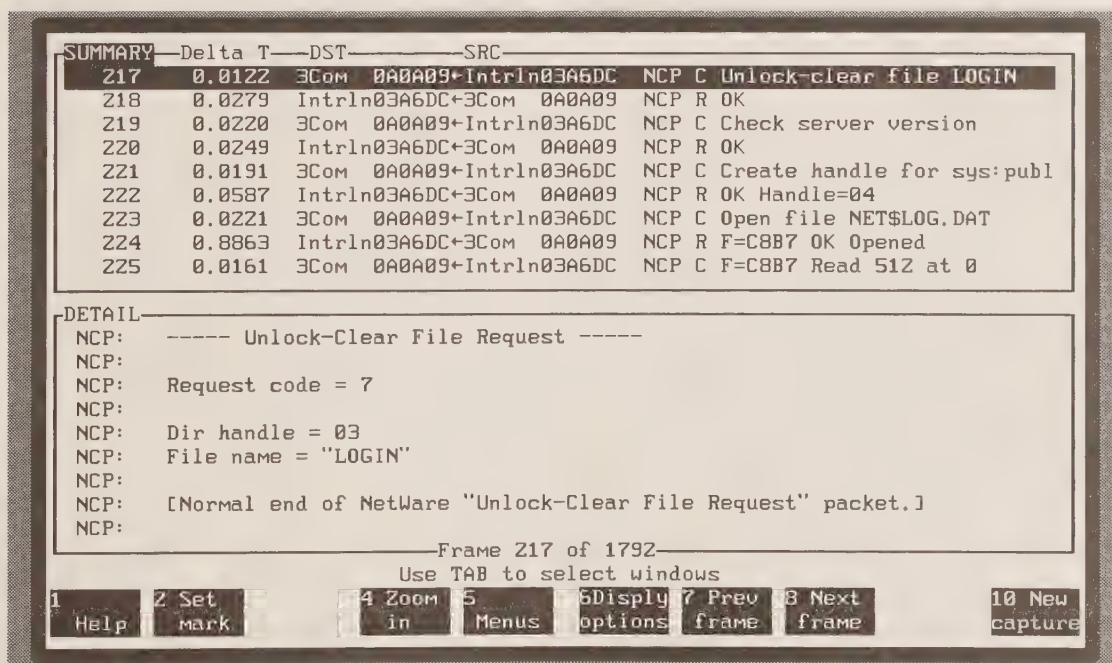 SUMMARY Delta T DST SRC
217 0.0122 3Com 0A0A09←Intrln03A6DC NCP C Unlock-clear file LOGIN
218 0.0279 Intrln03A6DC←3Com 0A0A09 NCP R OK
219 0.0220 3Com 0A0A09←Intrln03A6DC NCP C Check server version
220 0.0249 Intrln03A6DC←3Com 0A0A09 NCP R OK
221 0.0191 3Com 0A0A09←Intrln03A6DC NCP C Create handle for sys:publ
222 0.0587 Intrln03A6DC←3Com 0A0A09 NCP R OK Handle=04
223 0.0221 3Com 0A0A09←Intrln03A6DC NCP C Open file NET$LOG.DAT
224 0.8863 Intrln03A6DC←3Com 0A0A09 NCP R F=C8B7 OK Opened
225 0.0161 3Com 0A0A09←Intrln03A6DC NCP C F=C8B7 Read 512 at 0
DETAIL
NCP: ----- Unlock-Clear File Request -----
NCP:
NCP: Request code = 7
NCP:
NCP: Dir handle = 03
NCP: File name = "LOGIN"
NCP:
NCP: [Normal end of NetWare "Unlock-Clear File Request" packet.]
NCP:
Frame 217 of 1792
Use TAB to select windows
1 2 Set 4 Zoom 5 6Disply 7 Prev 8 Next 10 New
Help mark in Menus options frame frame capture